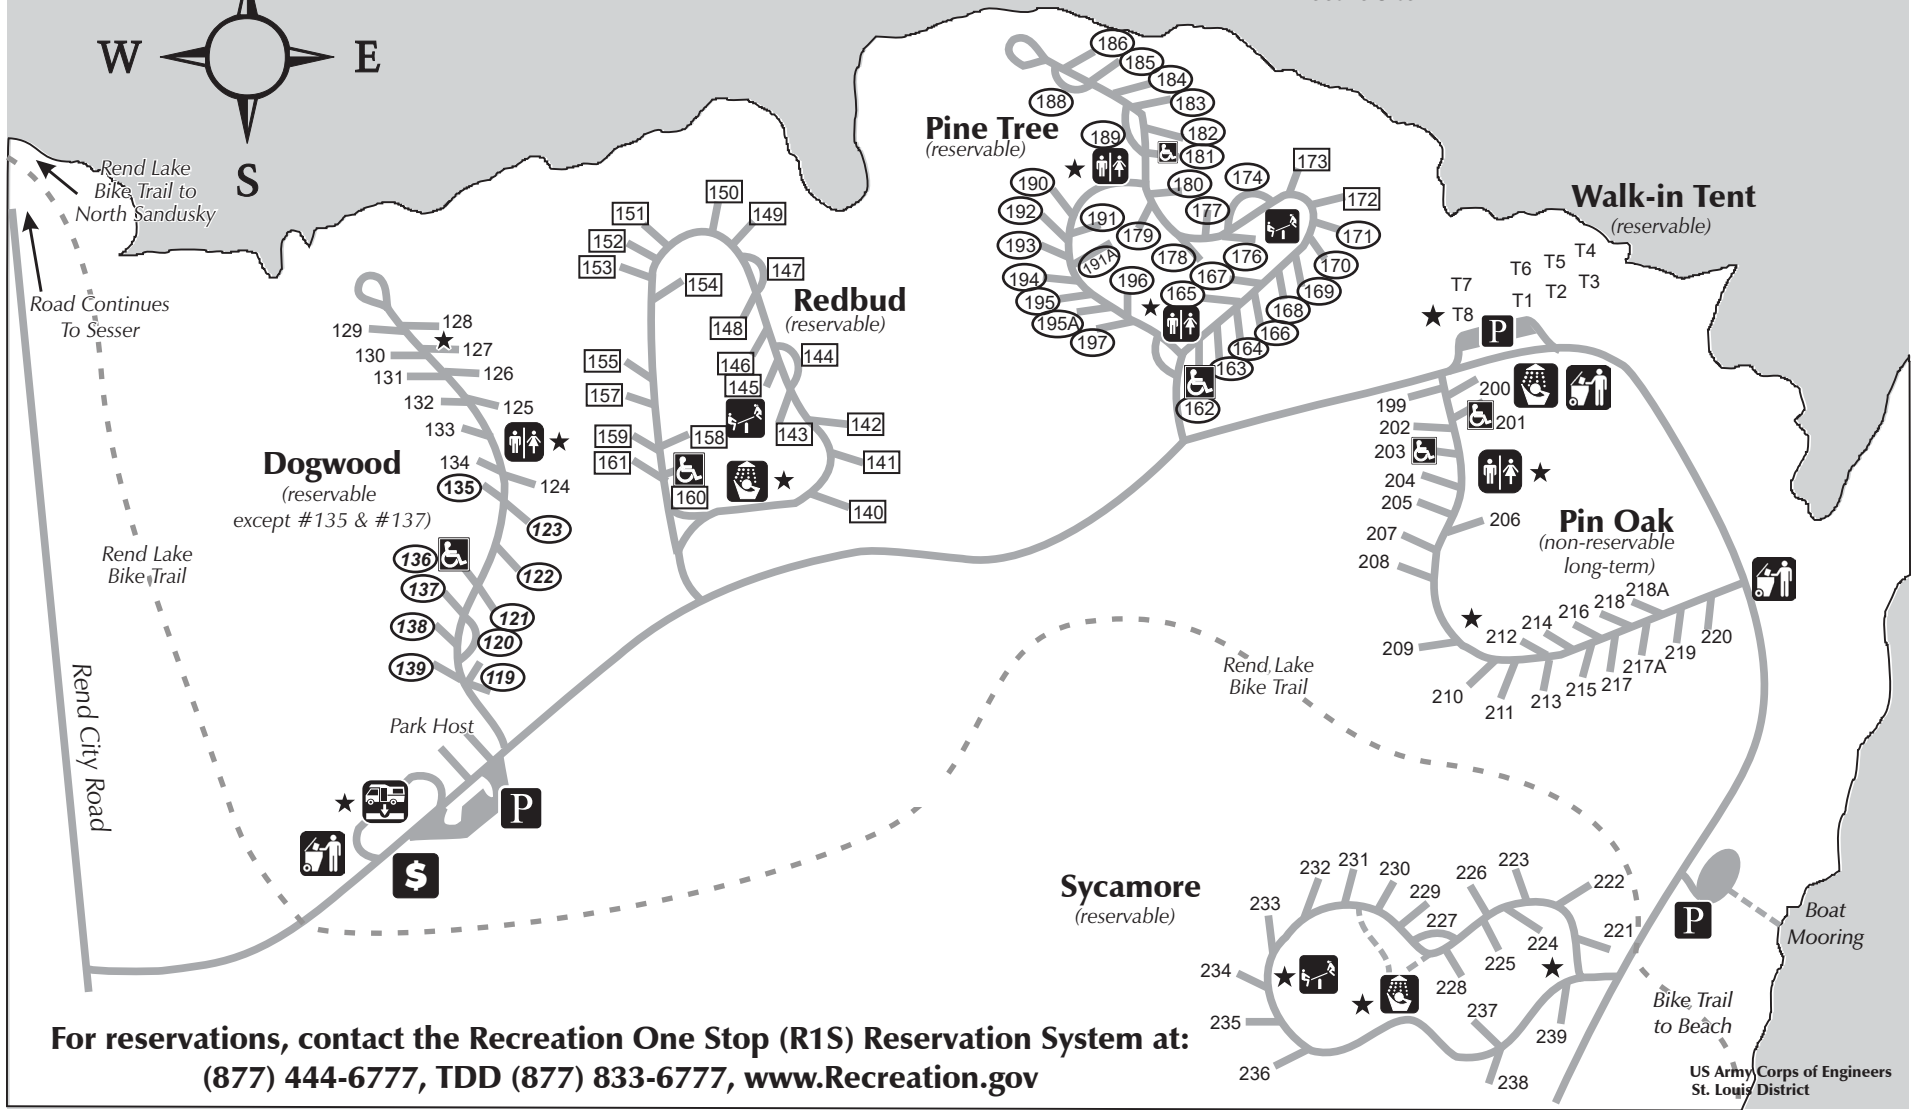 W
E
S
Rend Lake
Bike Trail to
North Sandusky
Road Continues
To Sesser
Rend City Road
Rend Lake
Bike Trail
Dogwood
(reservable
except #135 & #137)
129
128
127
130
131
126
132
125
133
134
124
135
123
136
122
137
121
138
120
139
119
Park Host
P
$
Redbud
(reservable)
150
151
149
152
153
147
154
148
155
146
144
145
157
142
159
158
143
161
141
160
140
Pine Tree
(reservable)
186
185
184
188
183
189
182
181
173
190
180
174
172
192
191
177
171
193
179
191A
178
176
170
194
196
167
195
165
169
195A
168
197
166
164
163
162
Walk-in Tent
(reservable)
T4
T5
T6
T7
T3
T2
T1
T8
P
200
199
201
202
203
204
205
206
207
208
Pin Oak
(non-reservable
long-term)
218A
218
216
214
212
220
209
219
217A
217
215
213
210
211
Rend Lake
Bike Trail
Sycamore
(reservable)
232
231
230
226
223
222
233
229
227
221
224
225
234
228
237
235
239
236
238
P
Boat
Mooring
Bike Trail
to Beach
For reservations, contact the Recreation One Stop (R1S) Reservation System at:
(877) 444-6777, TDD (877) 833-6777, www.Recreation.gov
US Army Corps of Engineers
St. Louis District